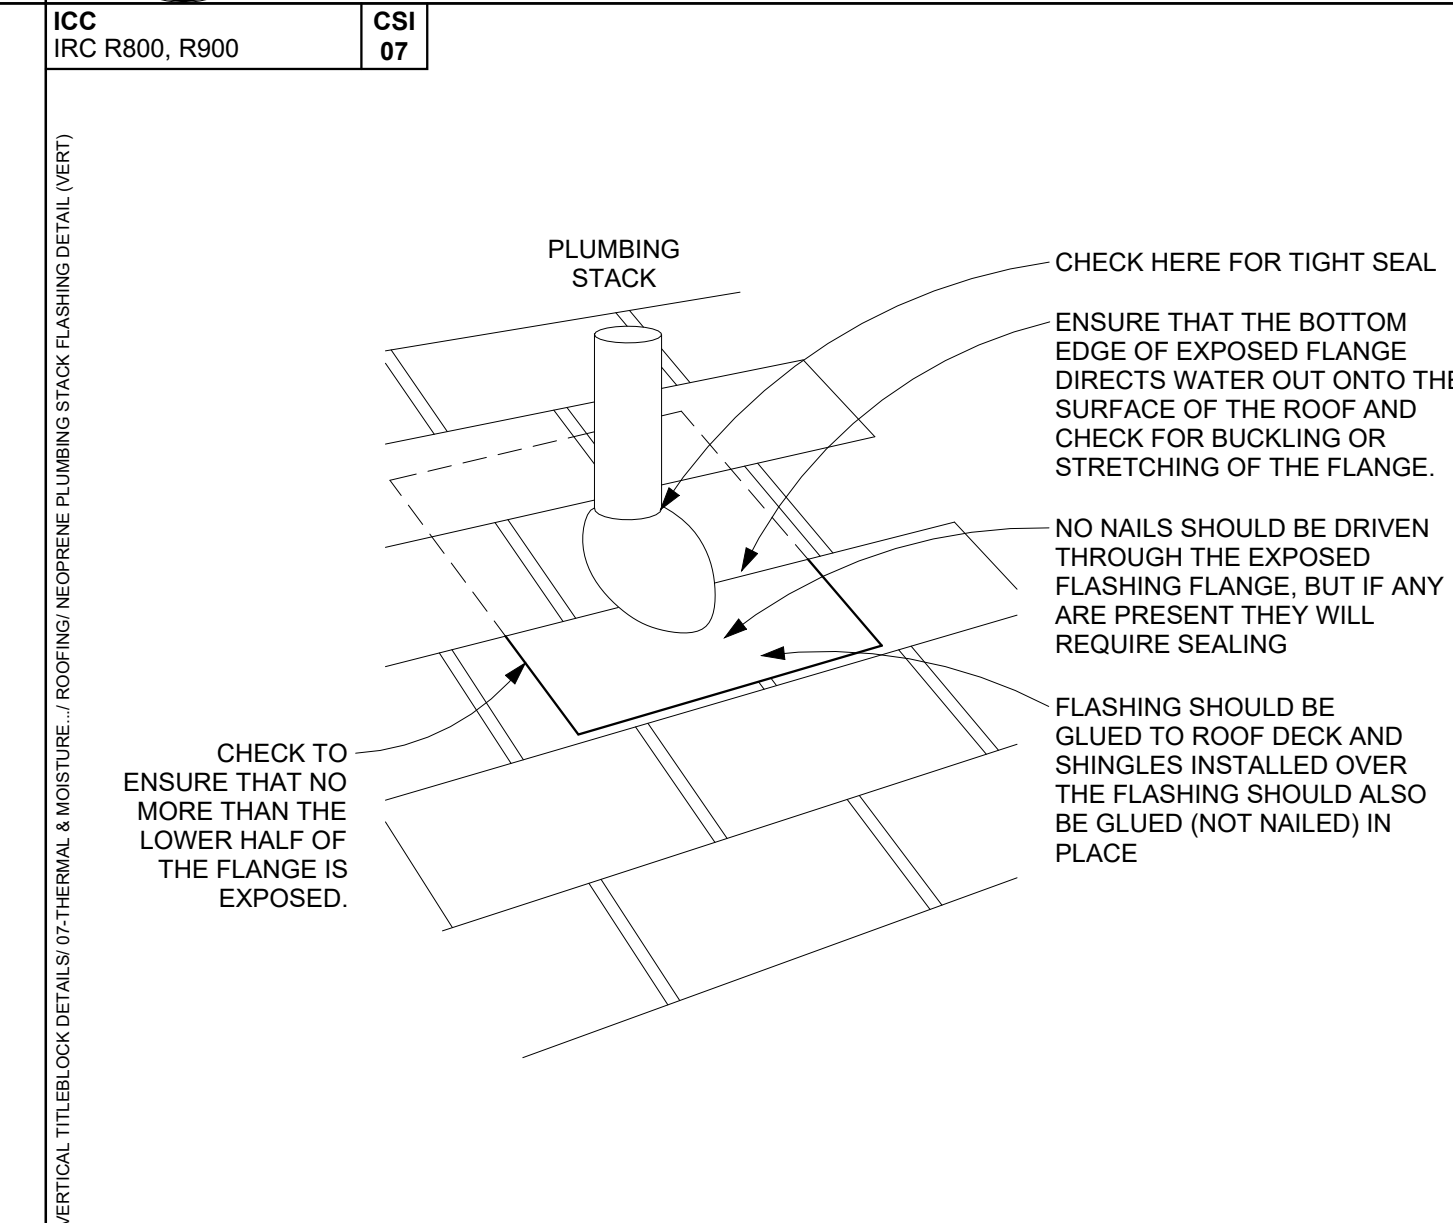 ICC
IRC R800, R900
CSI
07
VERTICAL TITLEBLOCK DETAILS/ 07-THERMAL & MOISTURE.../ ROOFING/ NEOPRENE PLUMBING STACK FLASHING DETAIL (VERT)
PLUMBING
STACK
CHECK HERE FOR TIGHT SEAL
ENSURE THAT THE BOTTOM
EDGE OF EXPOSED FLANGE
DIRECTS WATER OUT ONTO THE
SURFACE OF THE ROOF AND
CHECK FOR BUCKLING OR
STRETCHING OF THE FLANGE.
NO NAILS SHOULD BE DRIVEN
THROUGH THE EXPOSED
FLASHING FLANGE, BUT IF ANY
ARE PRESENT THEY WILL
REQUIRE SEALING
FLASHING SHOULD BE
GLUED TO ROOF DECK AND
SHINGLES INSTALLED OVER
THE FLASHING SHOULD ALSO
BE GLUED (NOT NAILED) IN
PLACE
CHECK TO
ENSURE THAT NO
MORE THAN THE
LOWER HALF OF
THE FLANGE IS
EXPOSED.